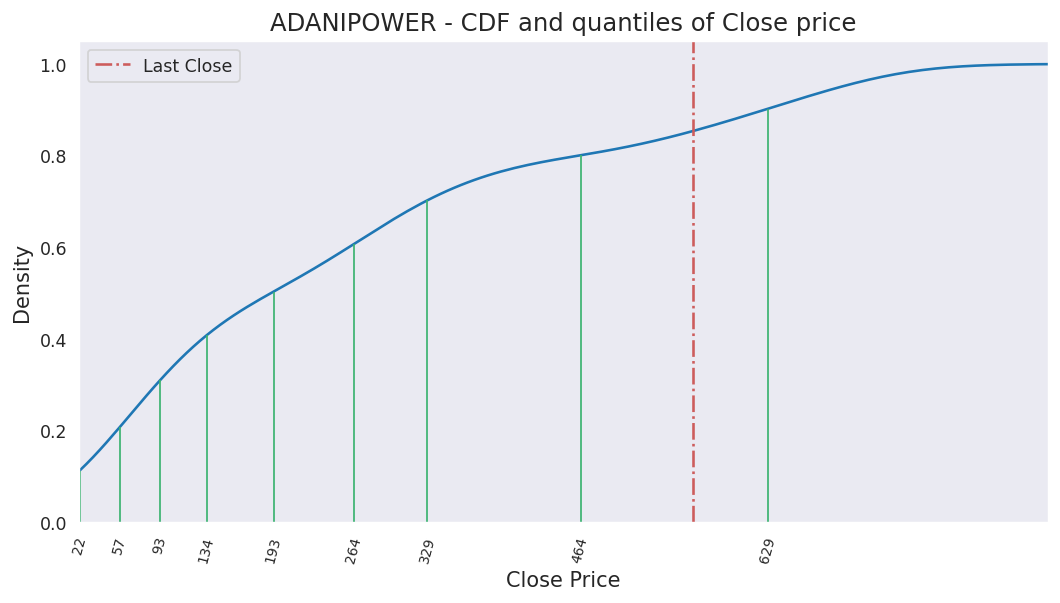 ADANIPOWER - CDF and quantiles of Close price
Last Close
1.0
0.8
0.6
0.4
0.2
0.0
Density
22 57 93 134 193 264 329 464 629
Close Price